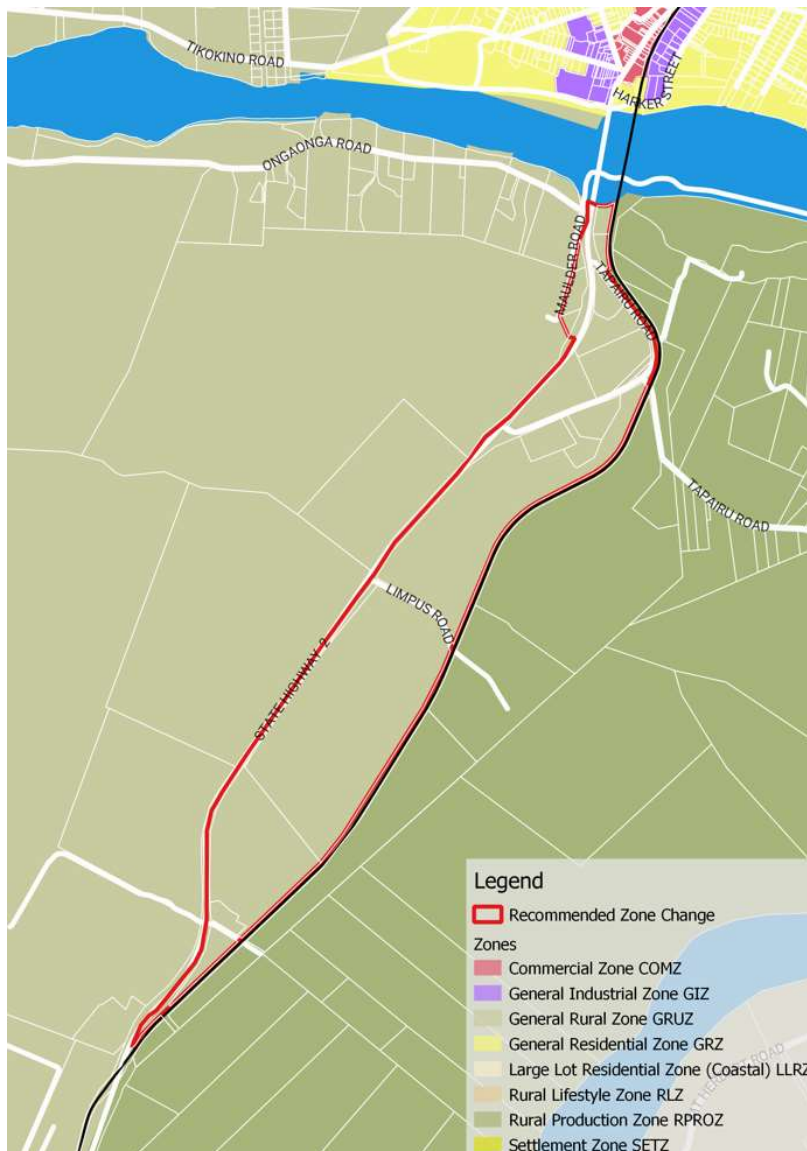 TIKOKINO ROAD
HARKER STREET
ONGAONGA ROAD
MAULDER ROAD
TAPAIRU ROAD
TAPAIRU ROAD
LIMPUS ROAD
STATE HIGHWAY 2
Legend
Recommended Zone Change
Zones
Commercial Zone COMZ
General Industrial Zone GIZ
General Rural Zone GRUZ
General Residential Zone GRZ
Large Lot Residential Zone (Coastal) LLRZ
Rural Lifestyle Zone RLZ
Rural Production Zone RPROZ
Settlement Zone SETZ
ROAD